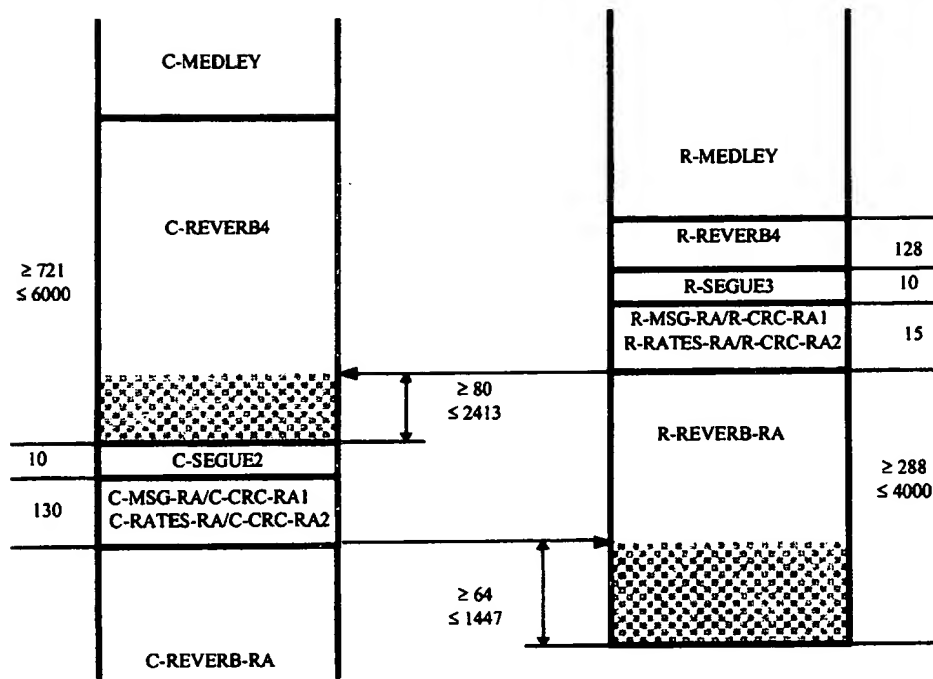 C-MEDLEY
C-REVERB4
≥ 721
≤ 6000
10
C-SEGUE2
130
C-MSG-RA/C-CRC-RA1
C-RATES-RA/C-CRC-RA2
C-REVERB-RA
≥ 80
≤ 2413
≥ 64
≤ 1447
R-MEDLEY
R-REVERB4
128
R-SEGUE3
10
R-MSG-RA/R-CRC-RA1
R-RATES-RA/R-CRC-RA2
15
R-REVERB-RA
≥ 288
≤ 4000